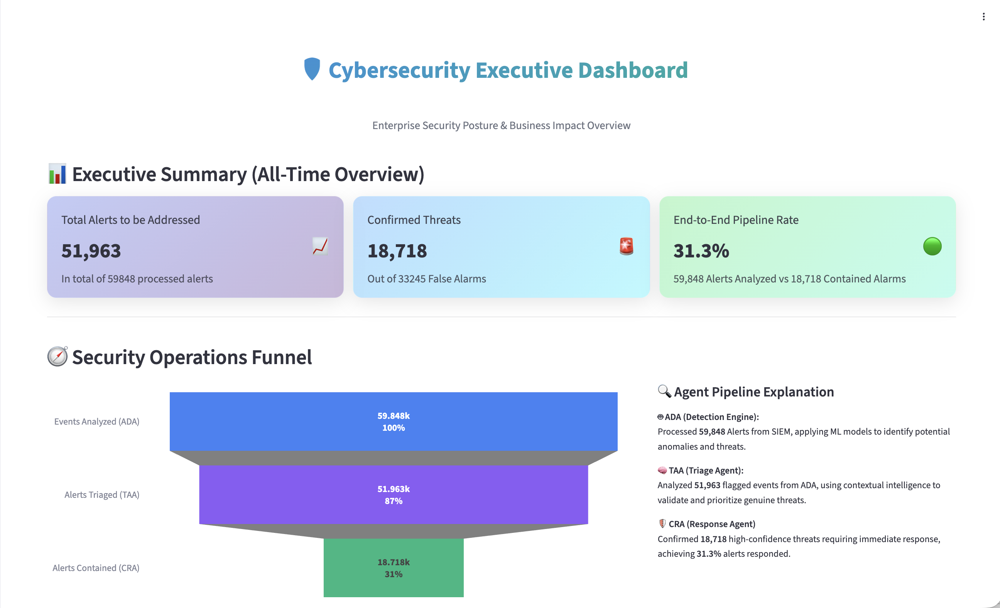 Cybersecurity Executive Dashboard
Enterprise Security Posture & Business Impact Overview
Executive Summary (All-Time Overview)
Total Alerts to be Addressed
51,963
In total of 59848 processed alerts
Confirmed Threats
18,718
Out of 33245 False Alarms
End-to-End Pipeline Rate
31.3%
59,848 Alerts Analyzed vs 18,718 Contained Alarms
Security Operations Funnel
Events Analyzed (ADA)
59.848k
100%
Alerts Triaged (TAA)
51.963k
87%
Alerts Contained (CRA)
18.718k
31%
Agent Pipeline Explanation
ADA (Detection Engine):
Processed 59,848 Alerts from SIEM, applying ML models to identify potential
anomalies and threats.
TAA (Triage Agent):
Analyzed 51,963 flagged events from ADA, using contextual intelligence to
validate and prioritize genuine threats.
CRA (Response Agent)
Confirmed 18,718 high-confidence threats requiring immediate response,
achieving 31.3% alerts responded.